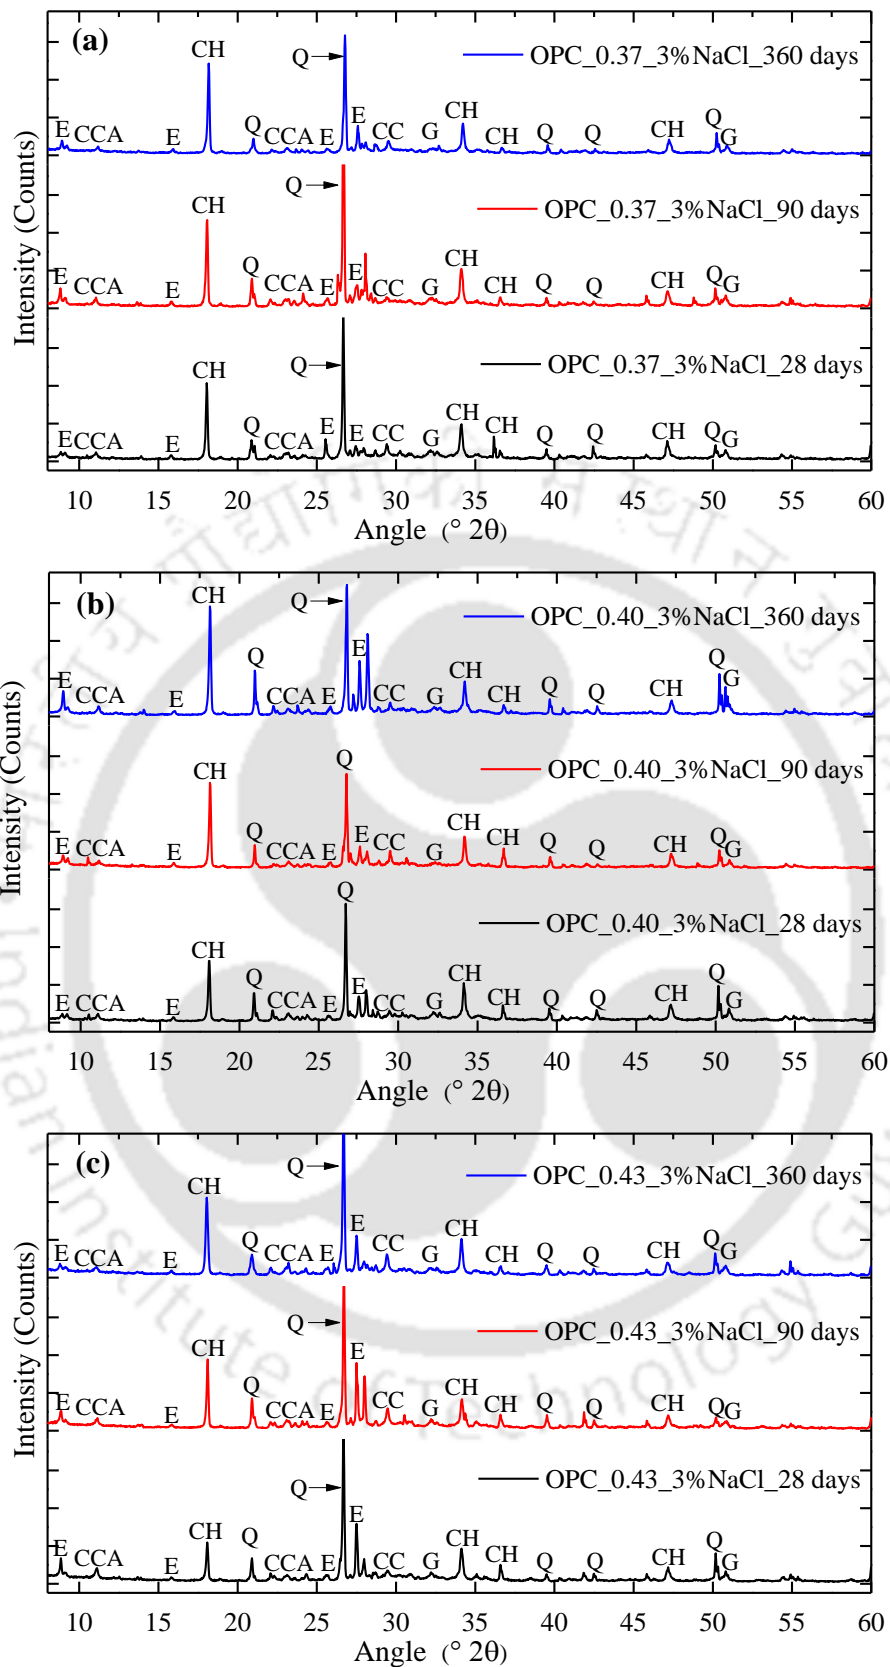 (a)
CH Q OPC_0.37_3%NaCl_360 days
E CCA E Q CCA E E CC G CH CH Q Q CH Q G
Q OPC_0.37_3%NaCl_90 days
CH
E CCA E Q CCA E E CC G CH CH Q Q CH Q G
Q OPC_0.37_3%NaCl_28 days
CH
E CCA E Q CCA E E CC G CH CH Q Q CH Q G
Intensity (Counts)
10 15 20 25 30 35 40 45 50 55 60
Angle (° 2θ)
(b)
CH Q OPC_0.40_3%NaCl_360 days
E CCA E Q CCA E E CC G CH CH Q Q CH Q G
CH Q OPC_0.40_3%NaCl_90 days
E CCA E Q CCA E E CC G CH CH Q Q CH Q G
Q OPC_0.40_3%NaCl_28 days
CH
E CCA E Q CCA E E CC G CH CH Q Q CH Q G
Intensity (Counts)
10 15 20 25 30 35 40 45 50 55 60
Angle (° 2θ)
(c)
Q OPC_0.43_3%NaCl_360 days
CH
E CCA E Q CCA E E CC G CH CH Q Q CH Q G
Q OPC_0.43_3%NaCl_90 days
CH
E CCA E Q CCA E E CC G CH CH Q Q CH Q G
Q OPC_0.43_3%NaCl_28 days
E CCA E CH Q CCA E E CC G CH CH Q Q CH Q G
Intensity (Counts)
10 15 20 25 30 35 40 45 50 55 60
Angle (° 2θ)
Indian Institute of Technology